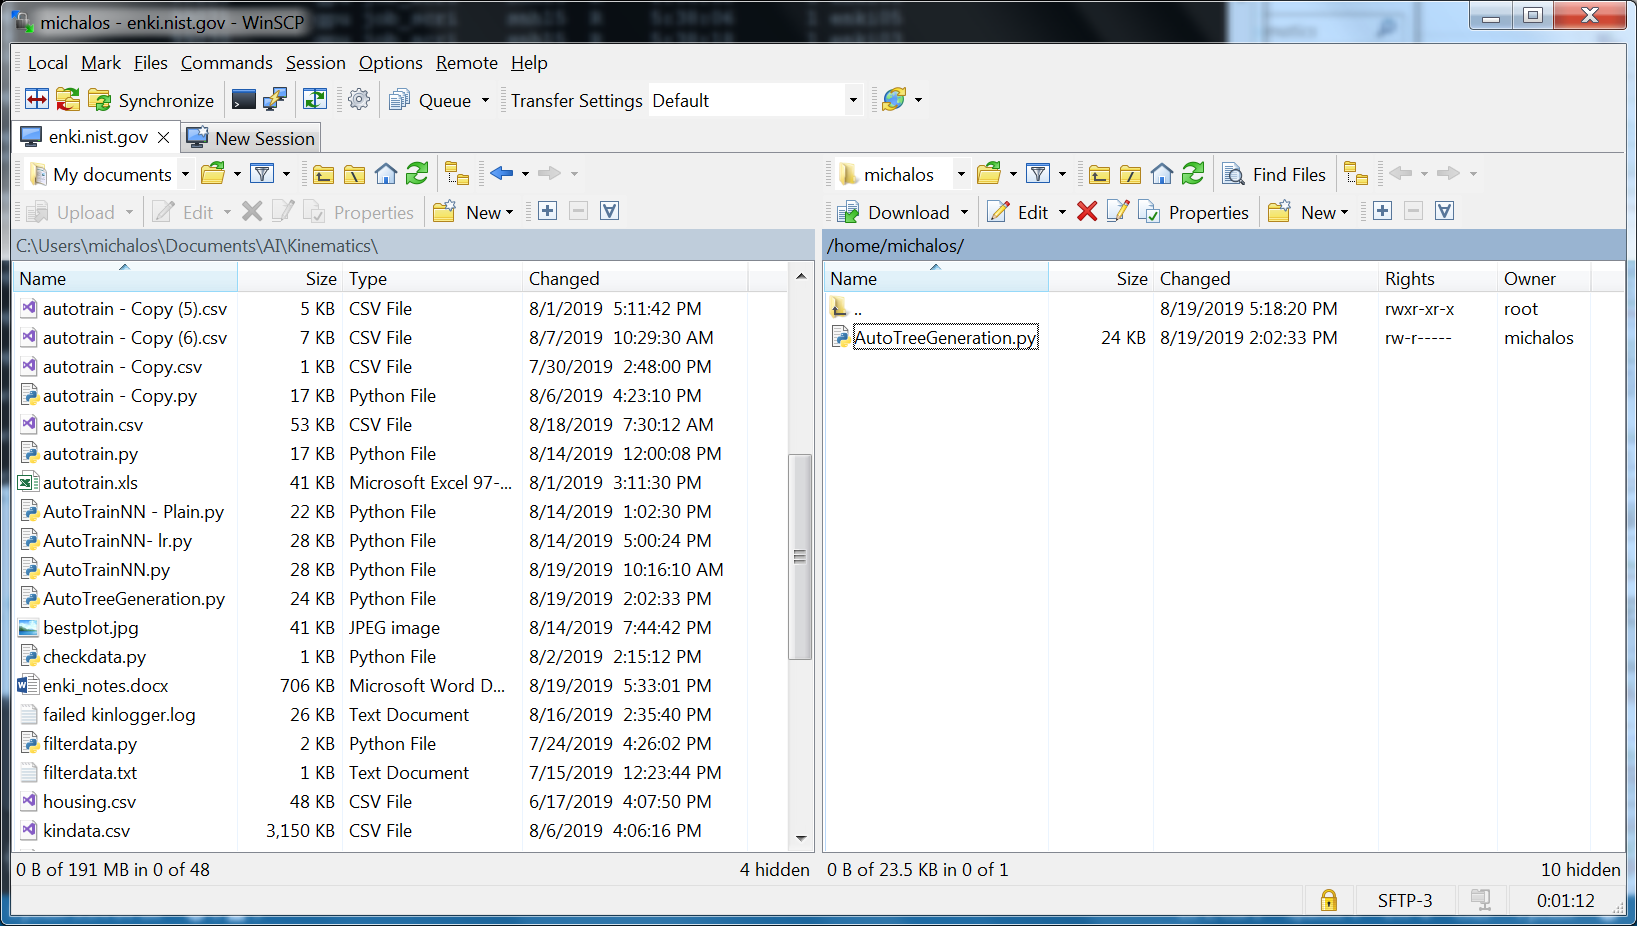 michalos - enki.nist.gov - WinSCP
Local Mark Files Commands Session Options Remote Help
Synchronize Queue Transfer Settings Default
enki.nist.gov New Session
My documents
michalos Find Files
Upload Edit Properties New
Download Edit Properties New
C:\Users\michalos\Documents\AI\Kinematics\
/home/michalos/
Name Size Type Changed
autotrain - Copy (5).csv 5 KB CSV File 8/1/2019 5:11:42 PM
autotrain - Copy (6).csv 7 KB CSV File 8/7/2019 10:29:30 AM
autotrain - Copy.csv 1 KB CSV File 7/30/2019 2:48:00 PM
autotrain - Copy.py 17 KB Python File 8/6/2019 4:23:10 PM
autotrain.csv 53 KB CSV File 8/18/2019 7:30:12 AM
autotrain.py 17 KB Python File 8/14/2019 12:00:08 PM
autotrain.xls 41 KB Microsoft Excel 97-... 8/1/2019 3:11:30 PM
AutoTrainNN - Plain.py 22 KB Python File 8/14/2019 1:02:30 PM
AutoTrainNN- lr.py 28 KB Python File 8/14/2019 5:00:24 PM
AutoTrainNN.py 28 KB Python File 8/19/2019 10:16:10 AM
AutoTreeGeneration.py 24 KB Python File 8/19/2019 2:02:33 PM
bestplot.jpg 41 KB JPEG image 8/14/2019 7:44:42 PM
checkdata.py 1 KB Python File 8/2/2019 2:15:12 PM
enki_notes.docx 706 KB Microsoft Word D... 8/19/2019 5:33:01 PM
failed kinlogger.log 26 KB Text Document 8/16/2019 2:35:40 PM
filterdata.py 2 KB Python File 7/24/2019 4:26:02 PM
filterdata.txt 1 KB Text Document 7/15/2019 12:23:44 PM
housing.csv 48 KB CSV File 6/17/2019 4:07:50 PM
kindata.csv 3,150 KB CSV File 8/6/2019 4:06:16 PM
Name Size Changed Rights Owner
.. 8/19/2019 5:18:20 PM rwxr-xr-x root
AutoTreeGeneration.py 24 KB 8/19/2019 2:02:33 PM rw-r----- michalos
0 B of 191 MB in 0 of 48 4 hidden
0 B of 23.5 KB in 0 of 1 10 hidden
SFTP-3 0:01:12